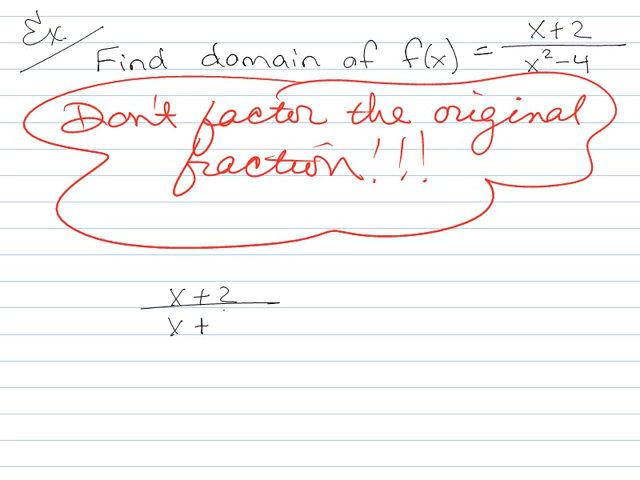 Ex. Find domain of f(x) = x+2 / x²-4
Don't factor the original
fraction!!!
x+2
x+